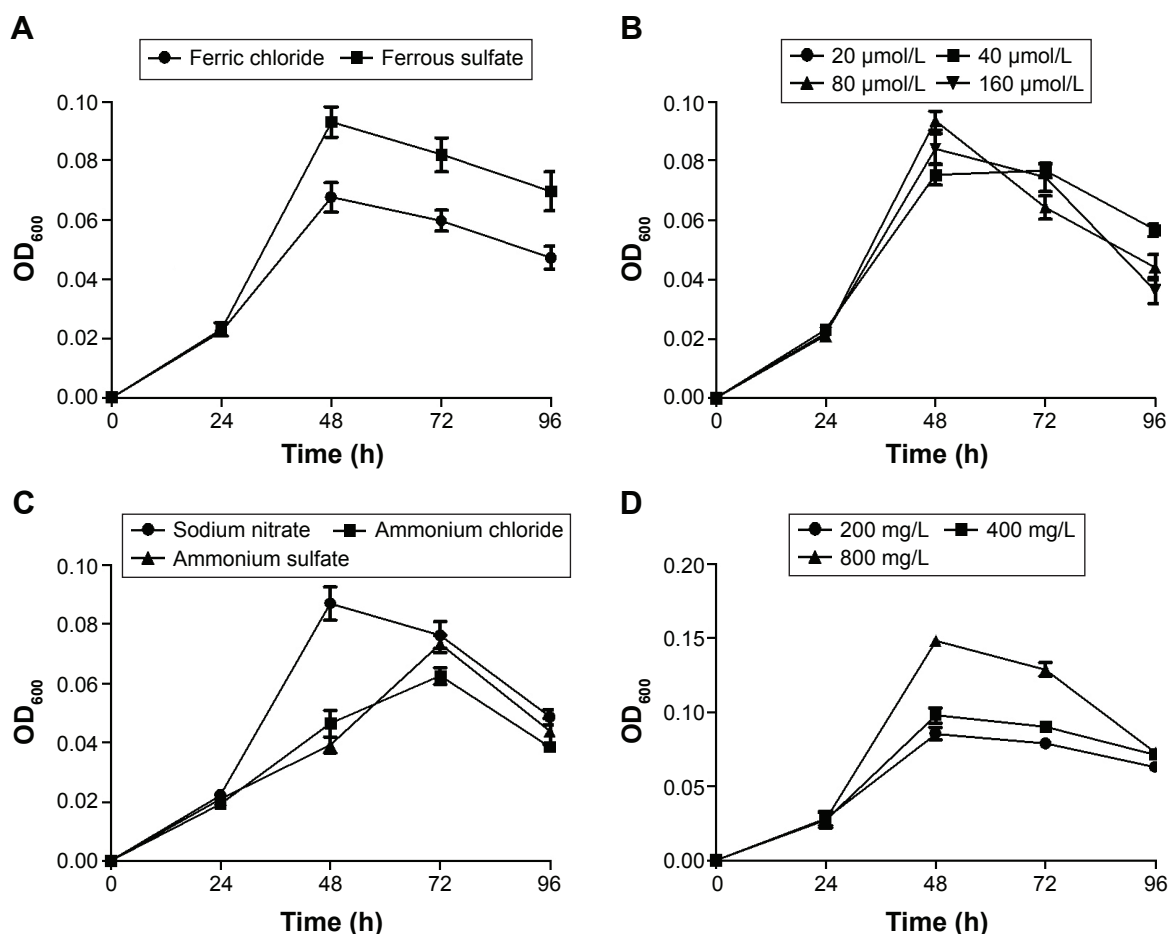 A
Ferric chloride Ferrous sulfate
0.10
0.08
0.06
0.04
0.02
0.00
OD600
0 24 48 72 96
Time (h)
B
20 µmol/L 40 µmol/L
80 µmol/L 160 µmol/L
0.10
0.08
0.06
0.04
0.02
0.00
OD600
0 24 48 72 96
Time (h)
C
Sodium nitrate Ammonium chloride
Ammonium sulfate
0.10
0.08
0.06
0.04
0.02
0.00
OD600
0 24 48 72 96
Time (h)
D
200 mg/L 400 mg/L
800 mg/L
0.20
0.15
0.10
0.05
0.00
OD600
0 24 48 72 96
Time (h)